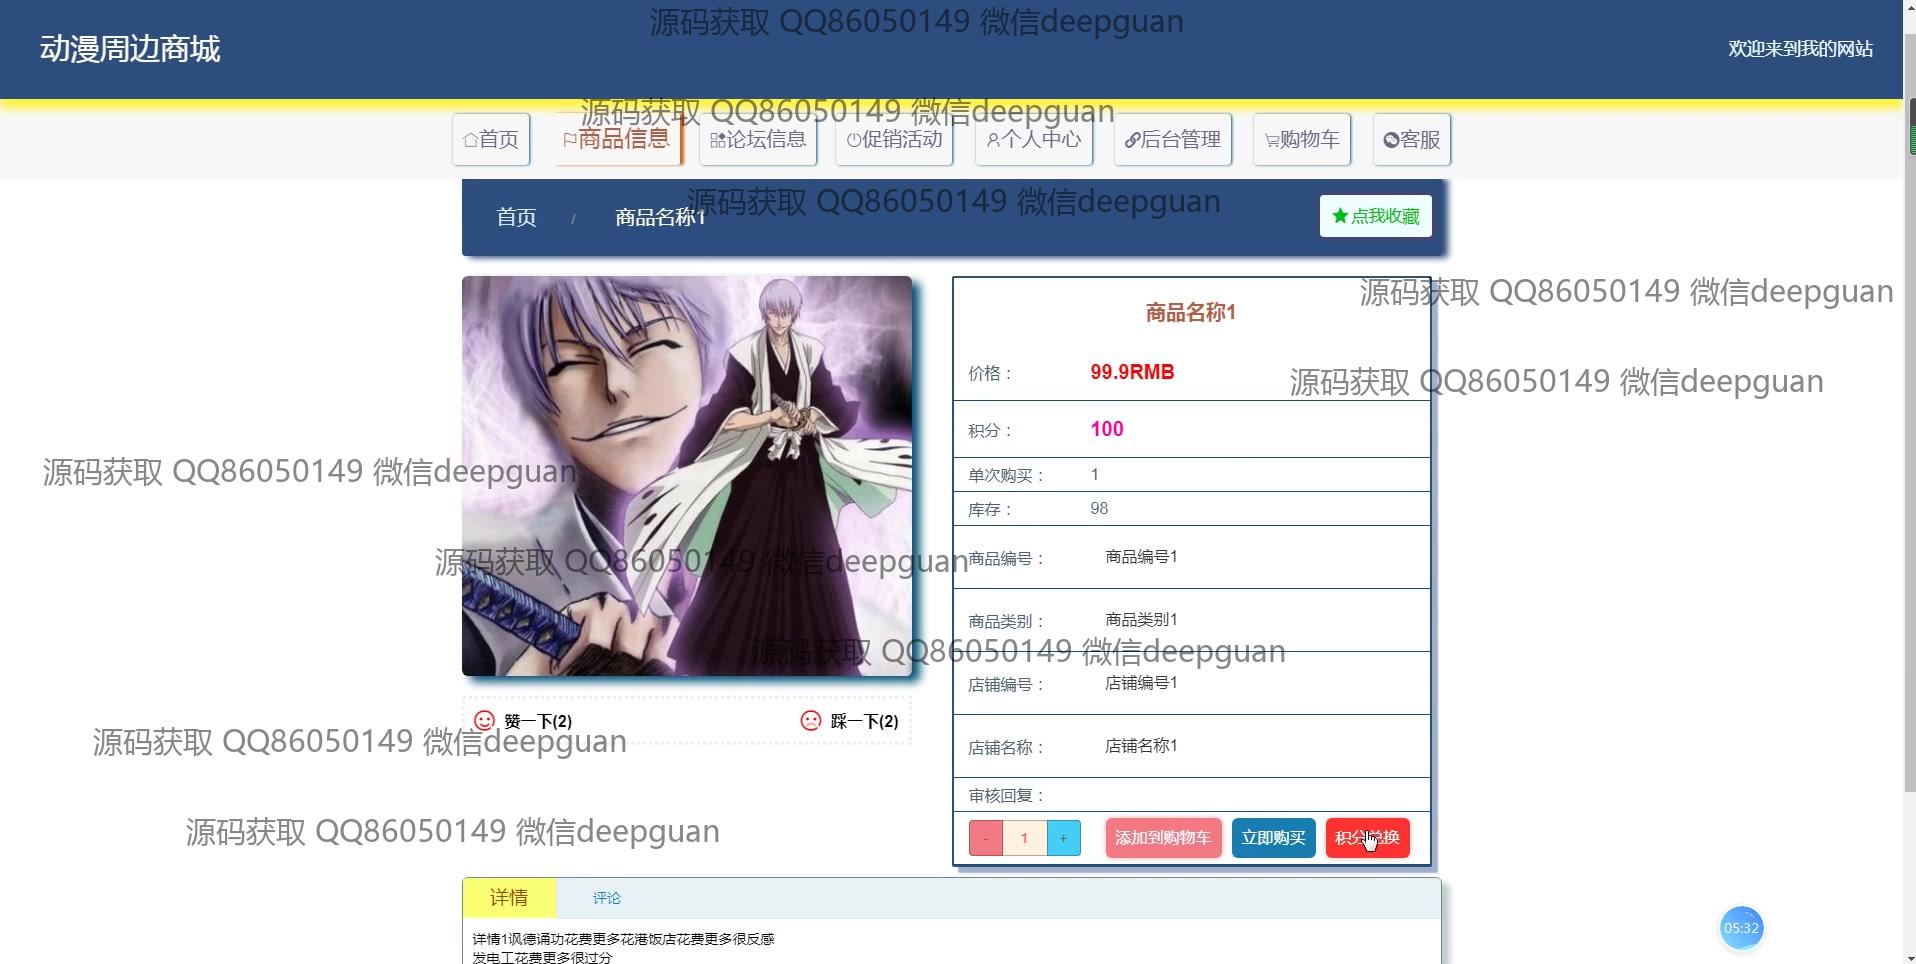 源码获取 QQ86050149 微信deepguan
动漫周边商城
欢迎来到我的网站
源码获取 QQ86050149 微信deepguan
首页
商品信息
论坛信息
促销活动
个人中心
后台管理
购物车
客服
源码获取 QQ86050149 微信deepguan
首页 / 商品名称1
点我收藏
源码获取 QQ86050149 微信deepguan
商品名称1
价格： 99.9RMB
源码获取 QQ86050149 微信deepguan
积分： 100
源码获取 QQ86050149 微信deepguan
单次购买： 1
库存： 98
源码获取 QQ86050149 微信deepguan
商品编号： 商品编号1
商品类别： 商品类别1
源码获取 QQ86050149 微信deepguan
店铺编号： 店铺编号1
赞一下(2)
踩一下(2)
源码获取 QQ86050149 微信deepguan
店铺名称： 店铺名称1
审核回复：
源码获取 QQ86050149 微信deepguan
- 1 +
添加到购物车
立即购买
积分兑换
详情
评论
详情1讽德诵功花费更多花港饭店花费更多很反感
发电工花费更多很过分
05:32